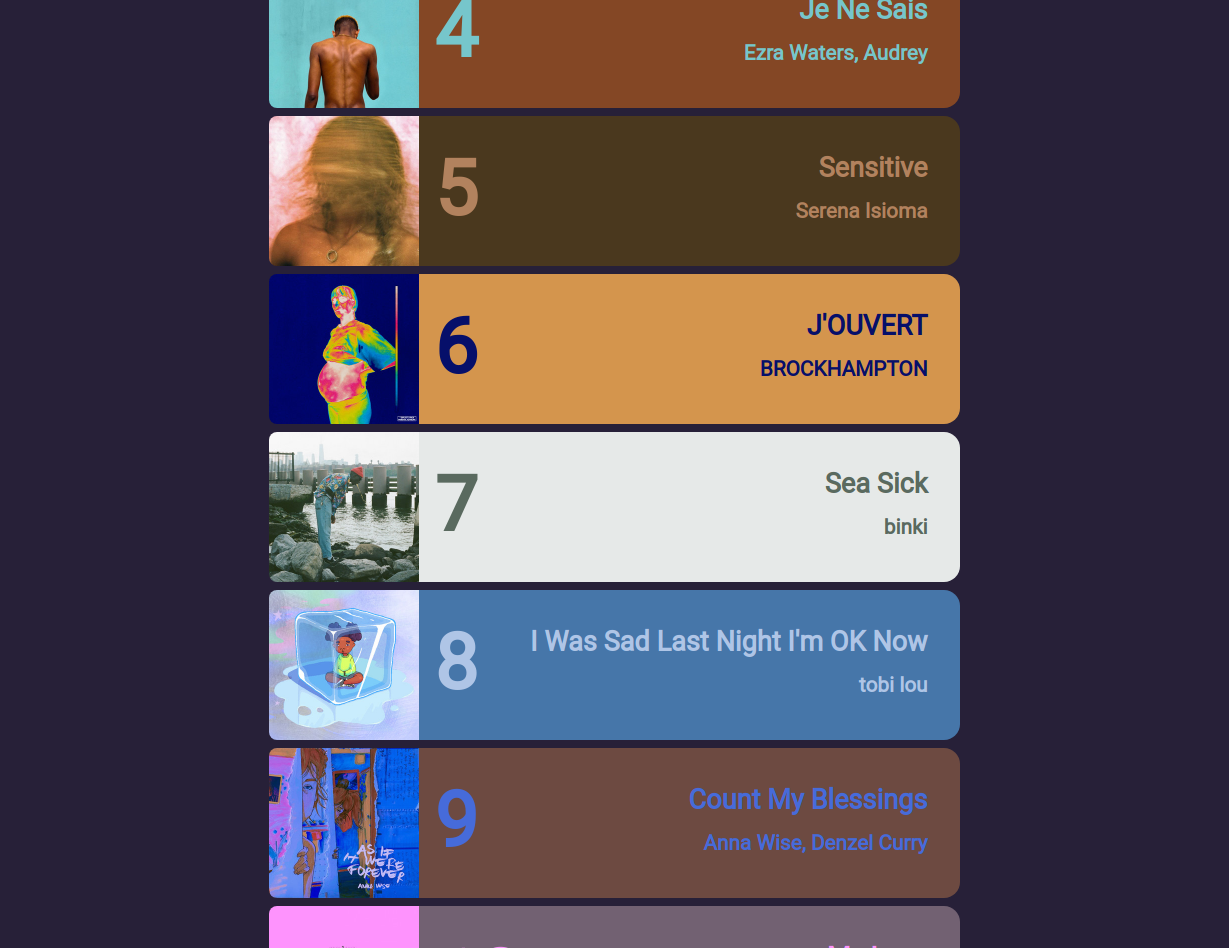 4
Je Ne Sais
Ezra Waters, Audrey
5
Sensitive
Serena Isioma
6
J'OUVERT
BROCKHAMPTON
7
Sea Sick
binki
8
I Was Sad Last Night I'm OK Now
tobi lou
AS IF
IT WERE
FOREVER
ANNA WISE
9
Count My Blessings
Anna Wise, Denzel Curry